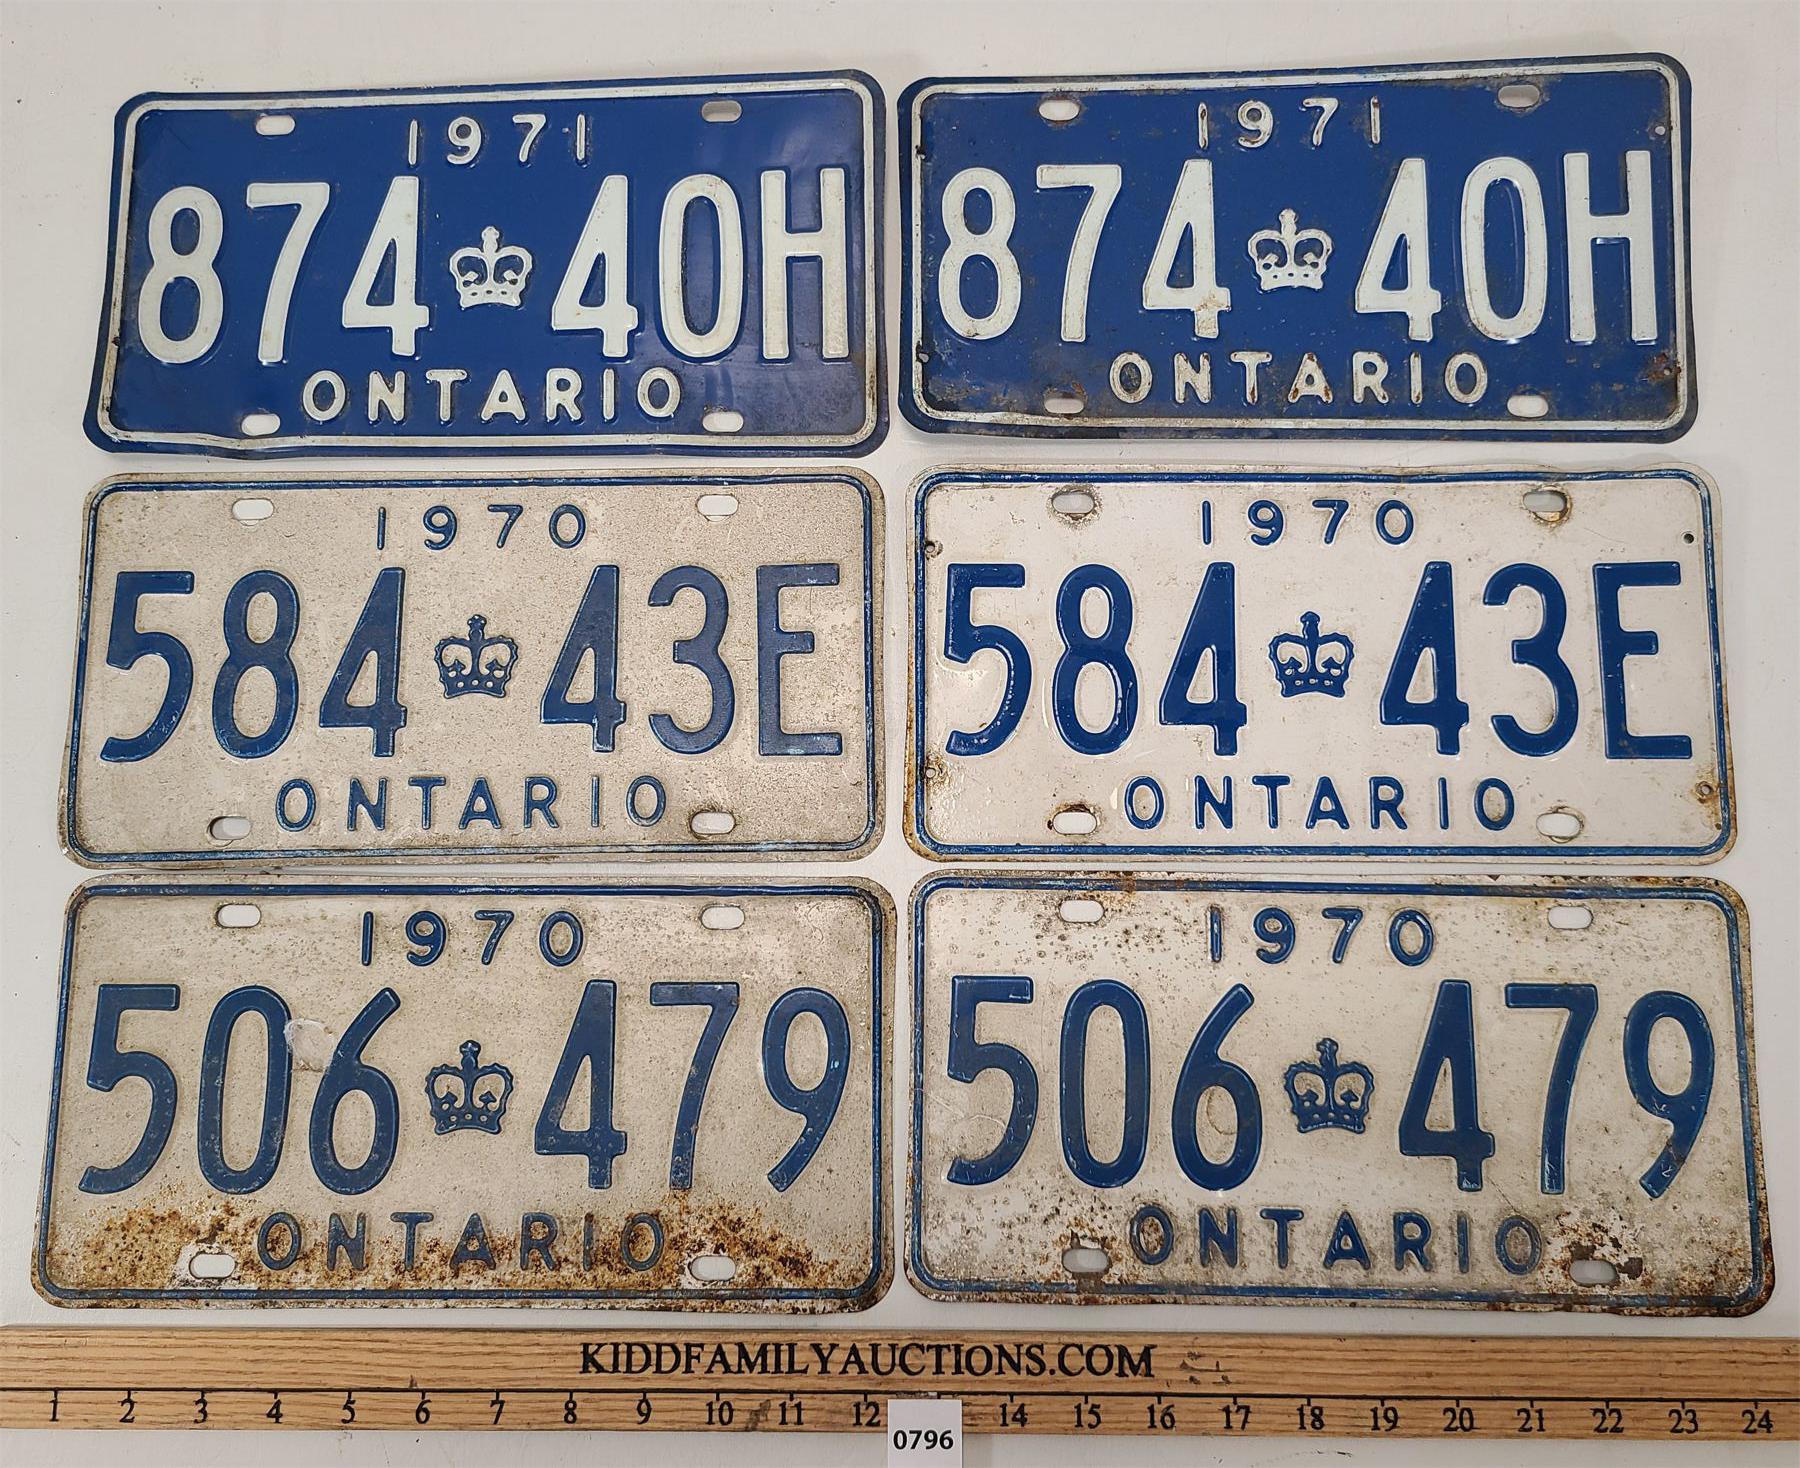 1971
874 40H
ONTARIO
1971
874 40H
ONTARIO
1970
584 43E
ONTARIO
1970
584 43E
ONTARIO
1970
506 479
ONTARIO
1970
506 479
ONTARIO
KIDDFAMILYAUCTIONS.COM
1 2 3 4 5 6 7 8 9 10 11 12 14 15 16 17 18 19 20 21 22 23 24
0796